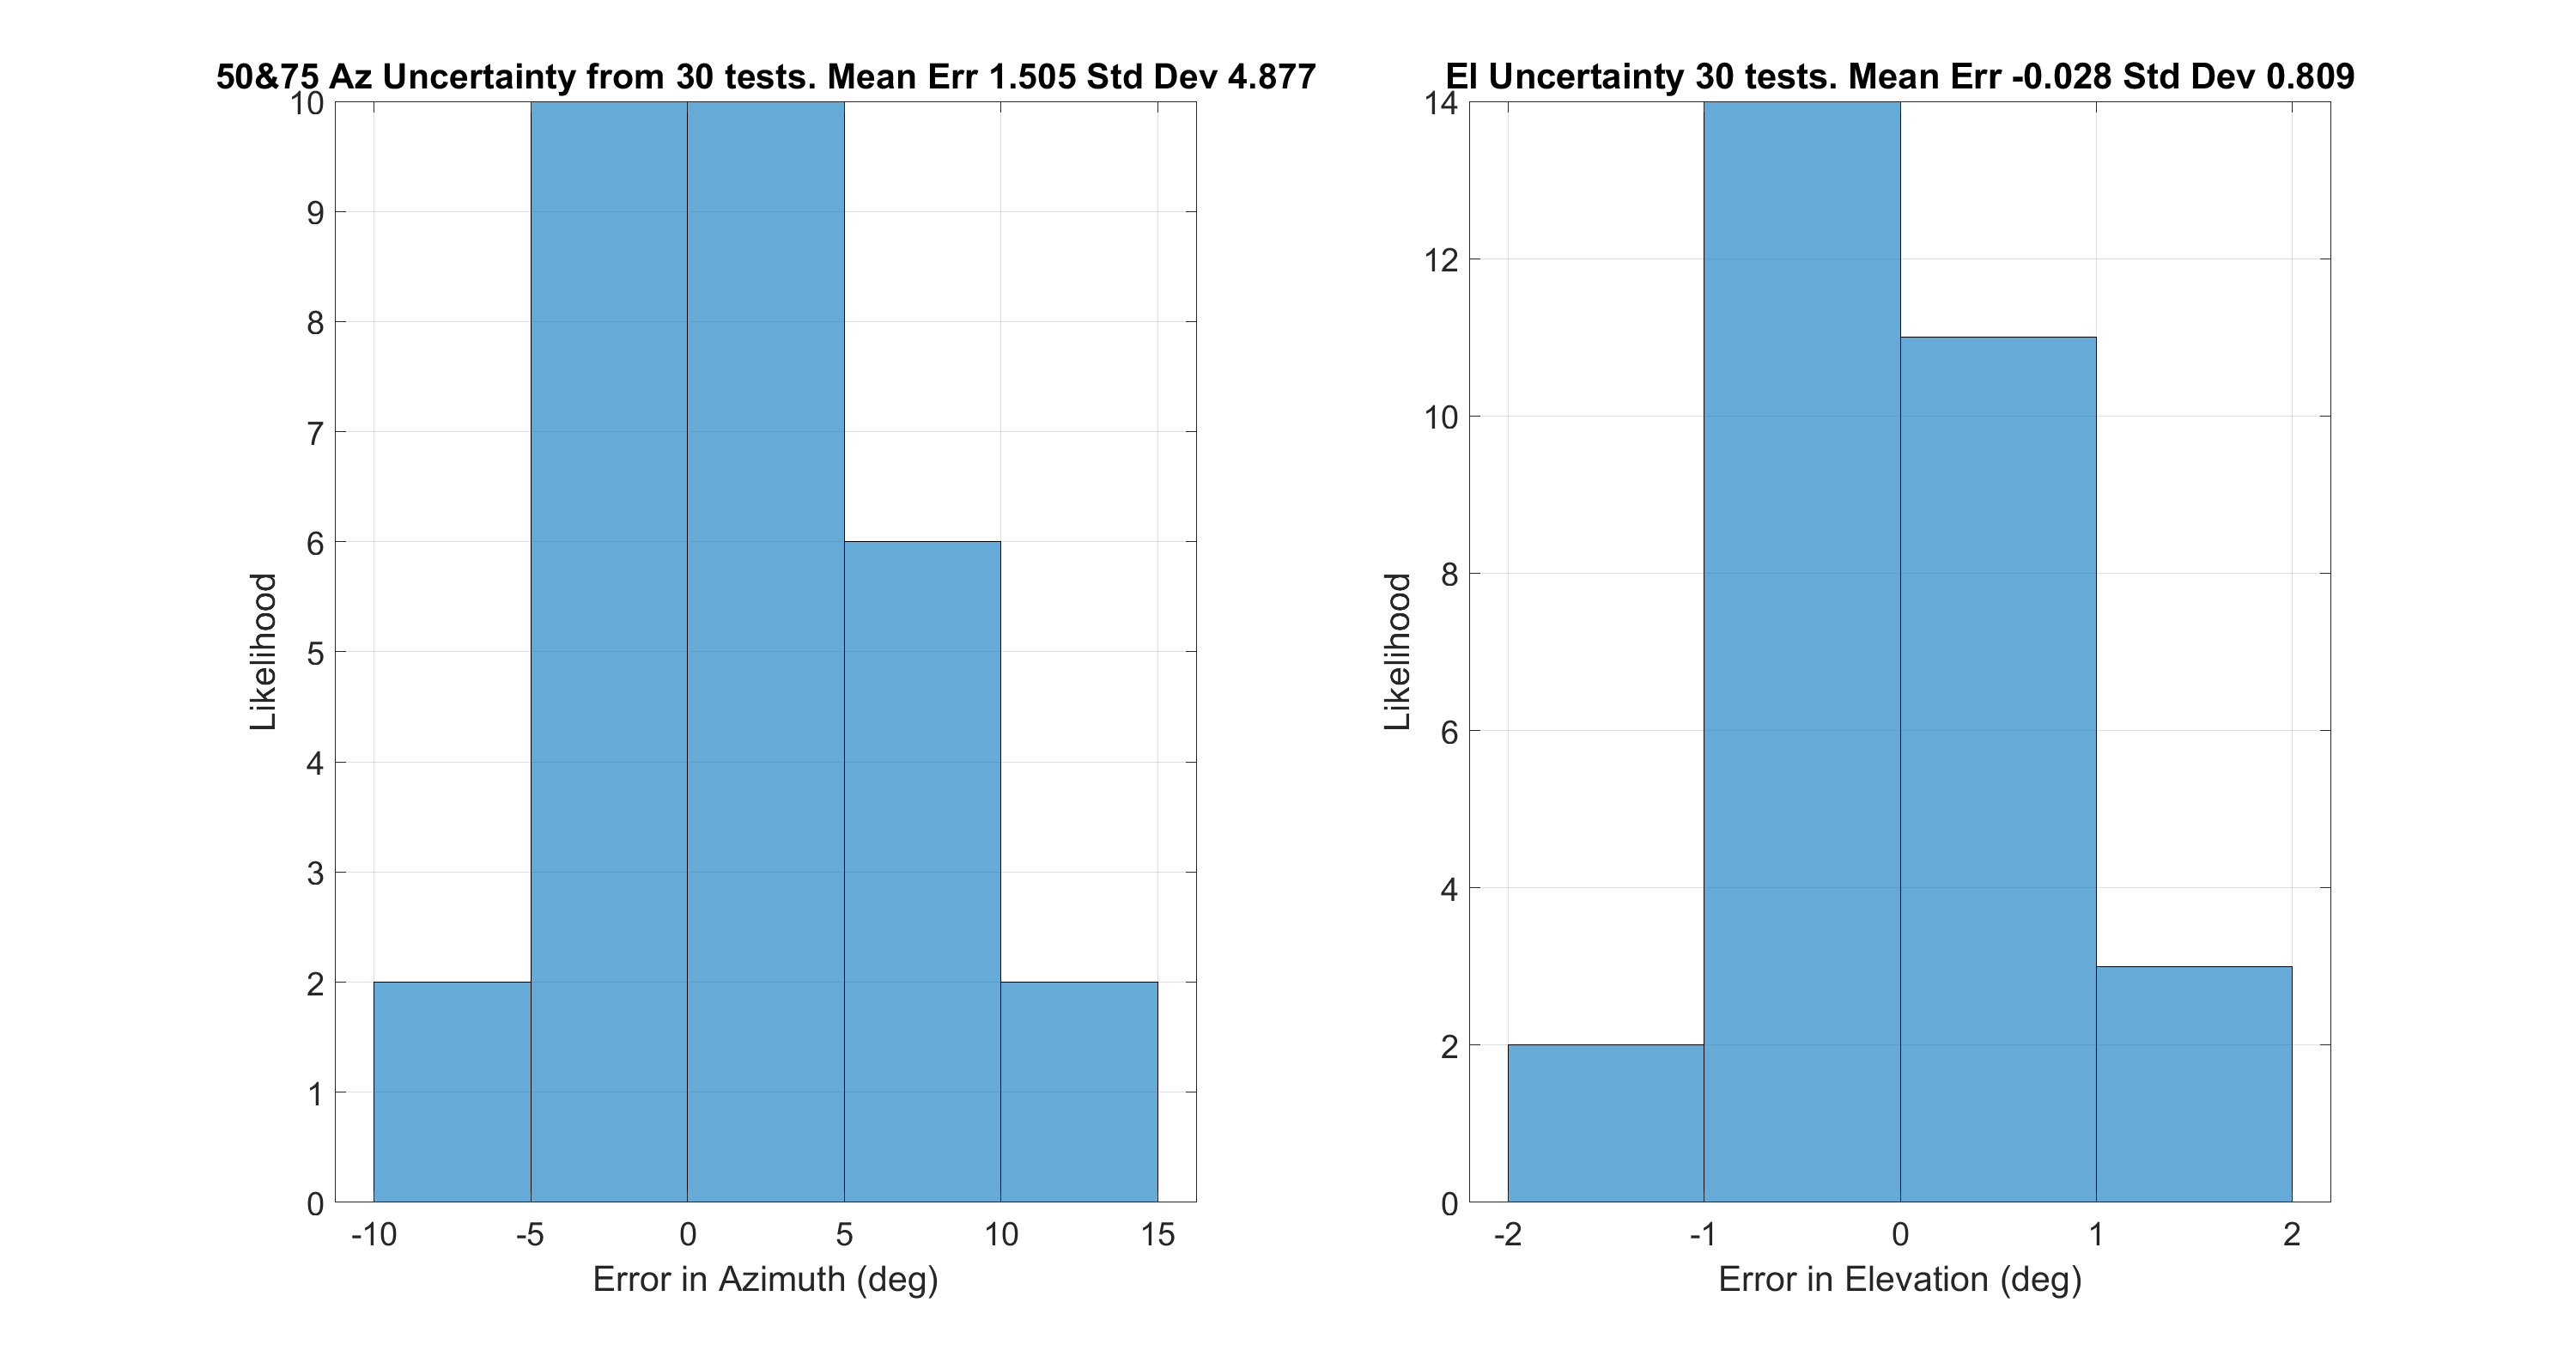 50&75 Az Uncertainty from 30 tests. Mean Err 1.505 Std Dev 4.877
10
9
8
7
6
5
4
3
2
1
0
Likelihood
-10 -5 0 5 10 15
Error in Azimuth (deg)
El Uncertainty 30 tests. Mean Err -0.028 Std Dev 0.809
14
12
10
8
6
4
2
0
Likelihood
-2 -1 0 1 2
Error in Elevation (deg)